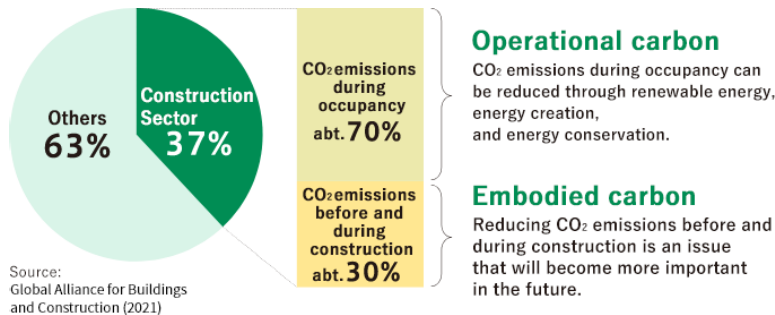 Others
63%
Construction
Sector
37%
CO₂ emissions
during
occupancy
abt. 70%
CO₂ emissions
before and
during
construction
abt. 30%
Operational carbon
CO₂ emissions during occupancy can
be reduced through renewable energy,
energy creation,
and energy conservation.
Embodied carbon
Reducing CO₂ emissions before and
during construction is an issue
that will become more important
in the future.
Source:
Global Alliance for Buildings
and Construction (2021)